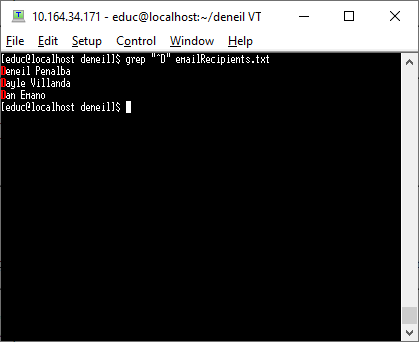 10.164.34.171 - educ@localhost:~/deneil VT
File Edit Setup Control Window Help
[educ@localhost deneil]$ grep "^D" emailRecipients.txt
Deneil Penalba
Dayle Villanda
Dan Emano
[educ@localhost deneil]$